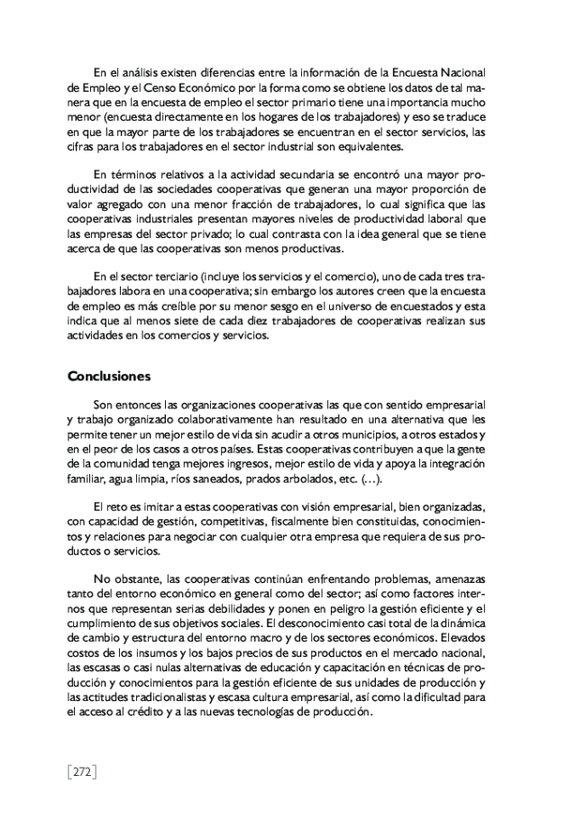 En el análisis existen diferencias entre la información de la Encuesta Nacional
de Empleo y el Censo Económico por la forma como se obtiene los datos de tal ma-
nera que en la encuesta de empleo el sector primario tiene una importancia mucho
menor (encuesta directamente en los hogares de los trabajadores) y eso se traduce
en que la mayor parte de los trabajadores se encuentran en el sector servicios, las
cifras para los trabajadores en el sector industrial son equivalentes.
En términos relativos a la actividad secundaria se encontró una mayor pro-
ductividad de las sociedades cooperativas que generan una mayor proporción de
valor agregado con una menor fracción de trabajadores, lo cual significa que las
cooperativas industriales presentan mayores niveles de productividad laboral que
las empresas del sector privado; lo cual contrasta con la idea general que se tiene
acerca de que las cooperativas son menos productivas.
En el sector terciario (incluye los servicios y el comercio), uno de cada tres tra-
bajadores labora en una cooperativa; sin embargo los autores creen que la encuesta
de empleo es más creíble por su menor sesgo en el universo de encuestados y esta
indica que al menos siete de cada diez trabajadores de cooperativas realizan sus
actividades en los comercios y servicios.
Conclusiones
Son entonces las organizaciones cooperativas las que con sentido empresarial
y trabajo organizado colaborativamente han resultado en una alternativa que les
permite tener un mejor estilo de vida sin acudir a otros municipios, a otros estados y
en el peor de los casos a otros países. Estas cooperativas contribuyen a que la gente
de la comunidad tenga mejores ingresos, mejor estilo de vida y apoya la integración
familiar, agua limpia, ríos saneados, prados arbolados, etc. (…).
El reto es imitar a estas cooperativas con visión empresarial, bien organizadas,
con capacidad de gestión, competitivas, fiscalmente bien constituidas, conocimien-
tos y relaciones para negociar con cualquier otra empresa que requiera de sus pro-
ductos o servicios.
No obstante, las cooperativas continúan enfrentando problemas, amenazas
tanto del entorno económico en general como del sector; así como factores inter-
nos que representan serias debilidades y ponen en peligro la gestión eficiente y el
cumplimiento de sus objetivos sociales. El desconocimiento casi total de la dinámica
de cambio y estructura del entorno macro y de los sectores económicos. Elevados
costos de los insumos y los bajos precios de sus productos en el mercado nacional,
las escasas o casi nulas alternativas de educación y capacitación en técnicas de pro-
ducción y conocimientos para la gestión eficiente de sus unidades de producción y
las actitudes tradicionalistas y escasa cultura empresarial, así como la dificultad para
el acceso al crédito y a las nuevas tecnologías de producción.
[272]